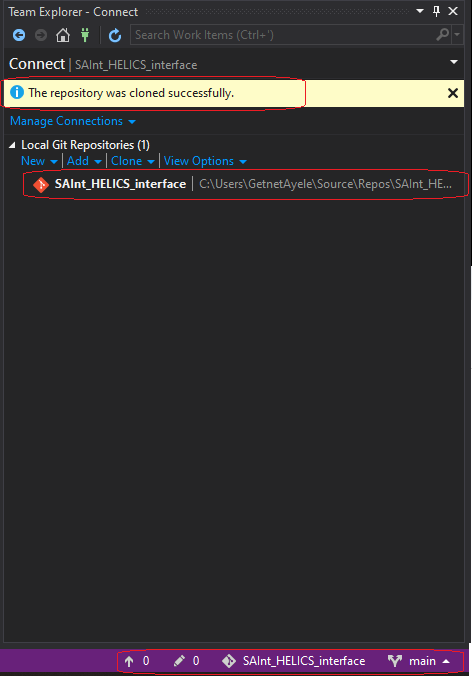 Team Explorer - Connect
Search Work Items (Ctrl+')
Connect | SAInt_HELICS_interface
The repository was cloned successfully.
Manage Connections
Local Git Repositories (1)
New | Add | Clone | View Options
SAInt_HELICS_interface | C:\Users\GetnetAyele\Source\Repos\SAInt_HE...
0 0 SAInt_HELICS_interface main